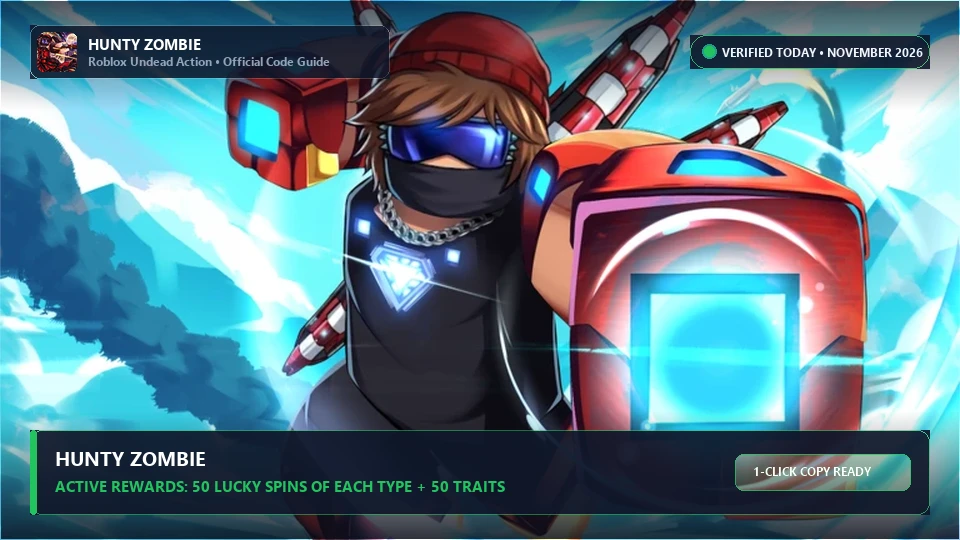 HUNTY ZOMBIE
Roblox Undead Action • Official Code Guide
VERIFIED TODAY • NOVEMBER 2026
HUNTY ZOMBIE
ACTIVE REWARDS: 50 LUCKY SPINS OF EACH TYPE + 50 TRAITS
1-CLICK COPY READY